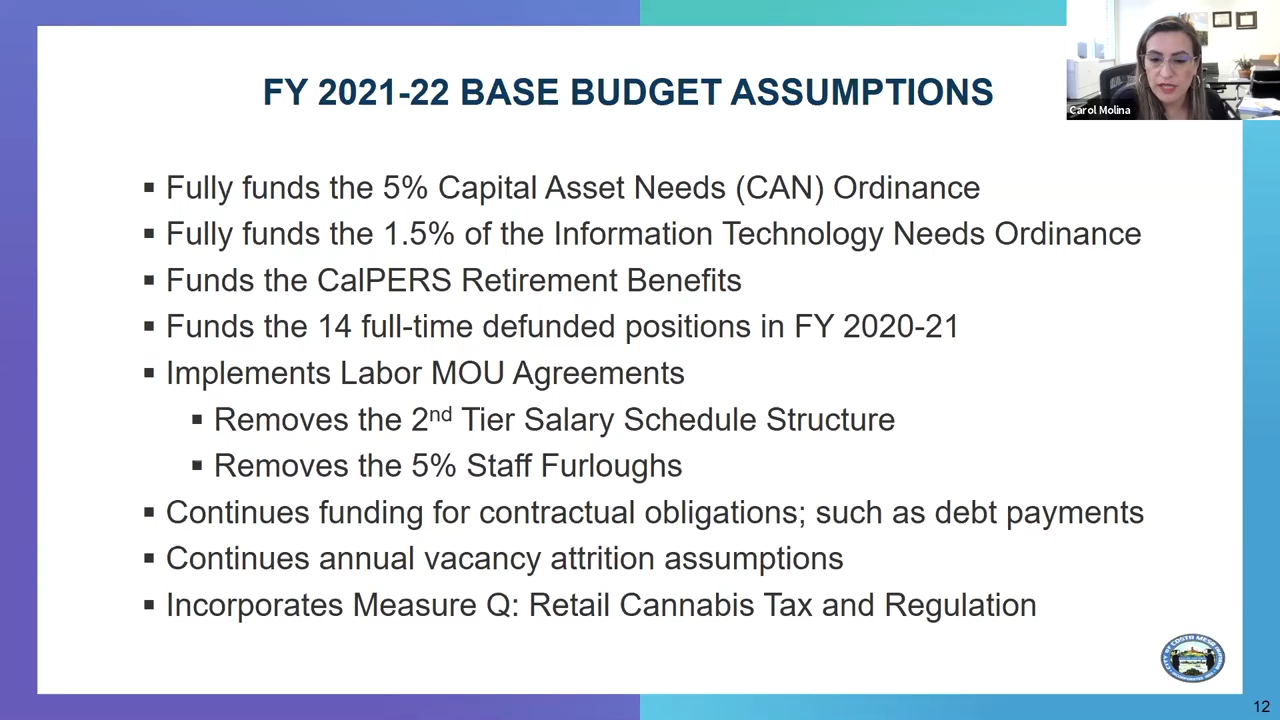 FY 2021-22 BASE BUDGET ASSUMPTIONS
Carol Molina
▪ Fully funds the 5% Capital Asset Needs (CAN) Ordinance
▪ Fully funds the 1.5% of the Information Technology Needs Ordinance
▪ Funds the CalPERS Retirement Benefits
▪ Funds the 14 full-time defunded positions in FY 2020-21
▪ Implements Labor MOU Agreements
▪ Removes the 2nd Tier Salary Schedule Structure
▪ Removes the 5% Staff Furloughs
▪ Continues funding for contractual obligations; such as debt payments
▪ Continues annual vacancy attrition assumptions
▪ Incorporates Measure Q: Retail Cannabis Tax and Regulation
12